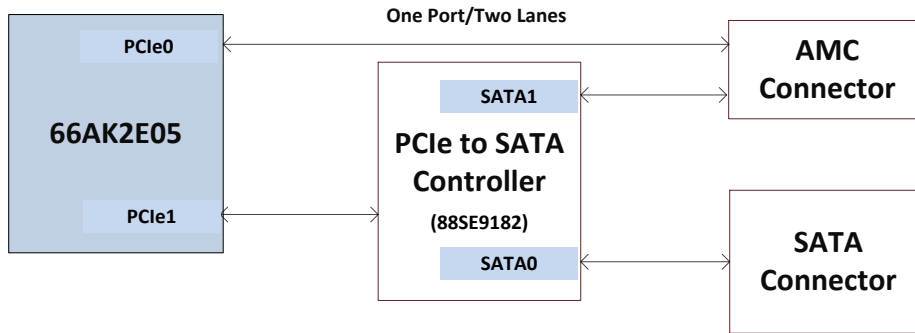 One Port/Two Lanes
PCIe0
66AK2E05
PCIe1
SATA1
PCIe to SATA
Controller
(88SE9182)
SATA0
AMC
Connector
SATA
Connector